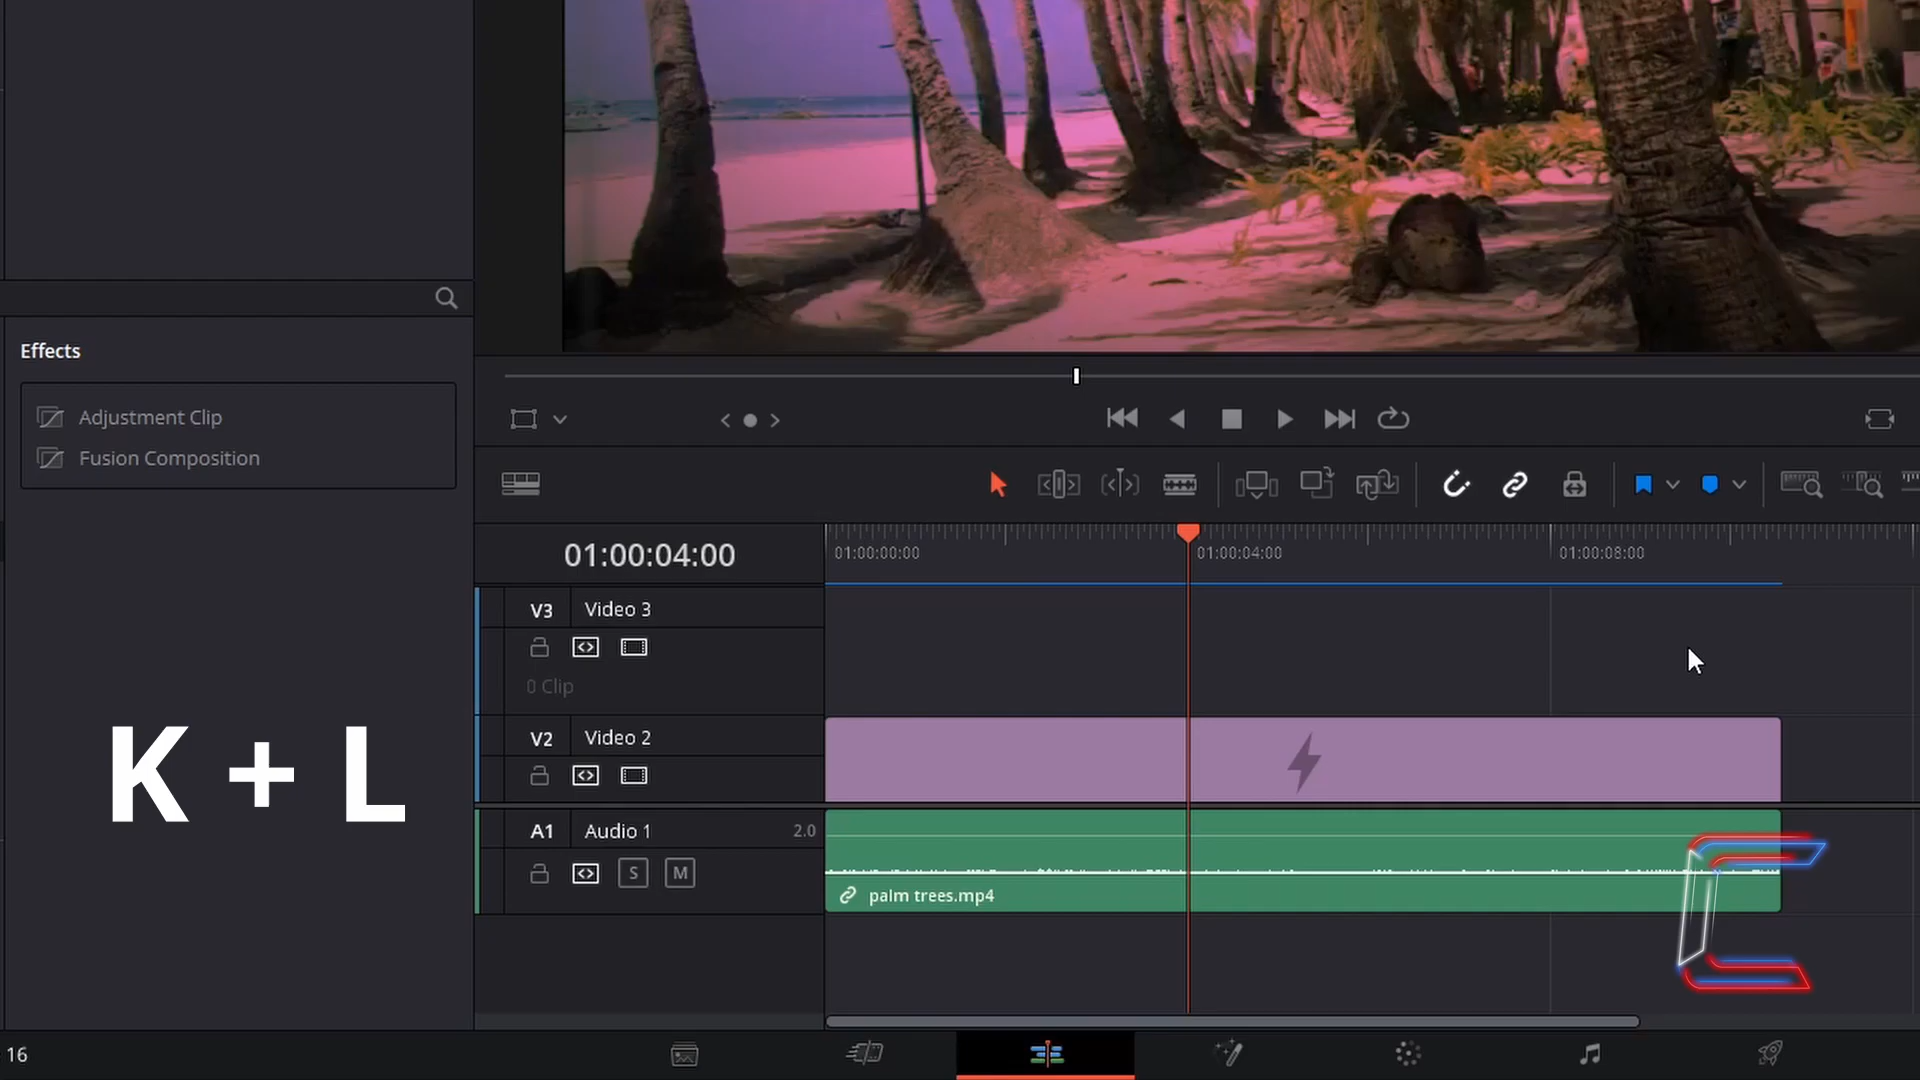 Effects
Adjustment Clip
Fusion Composition
01:00:04:00
01:00:00:00
01:00:04:00
01:00:08:00
V3 Video 3
0 Clip
V2 Video 2
K + L
A1 Audio 1 2.0
S M
palm trees.mp4
16